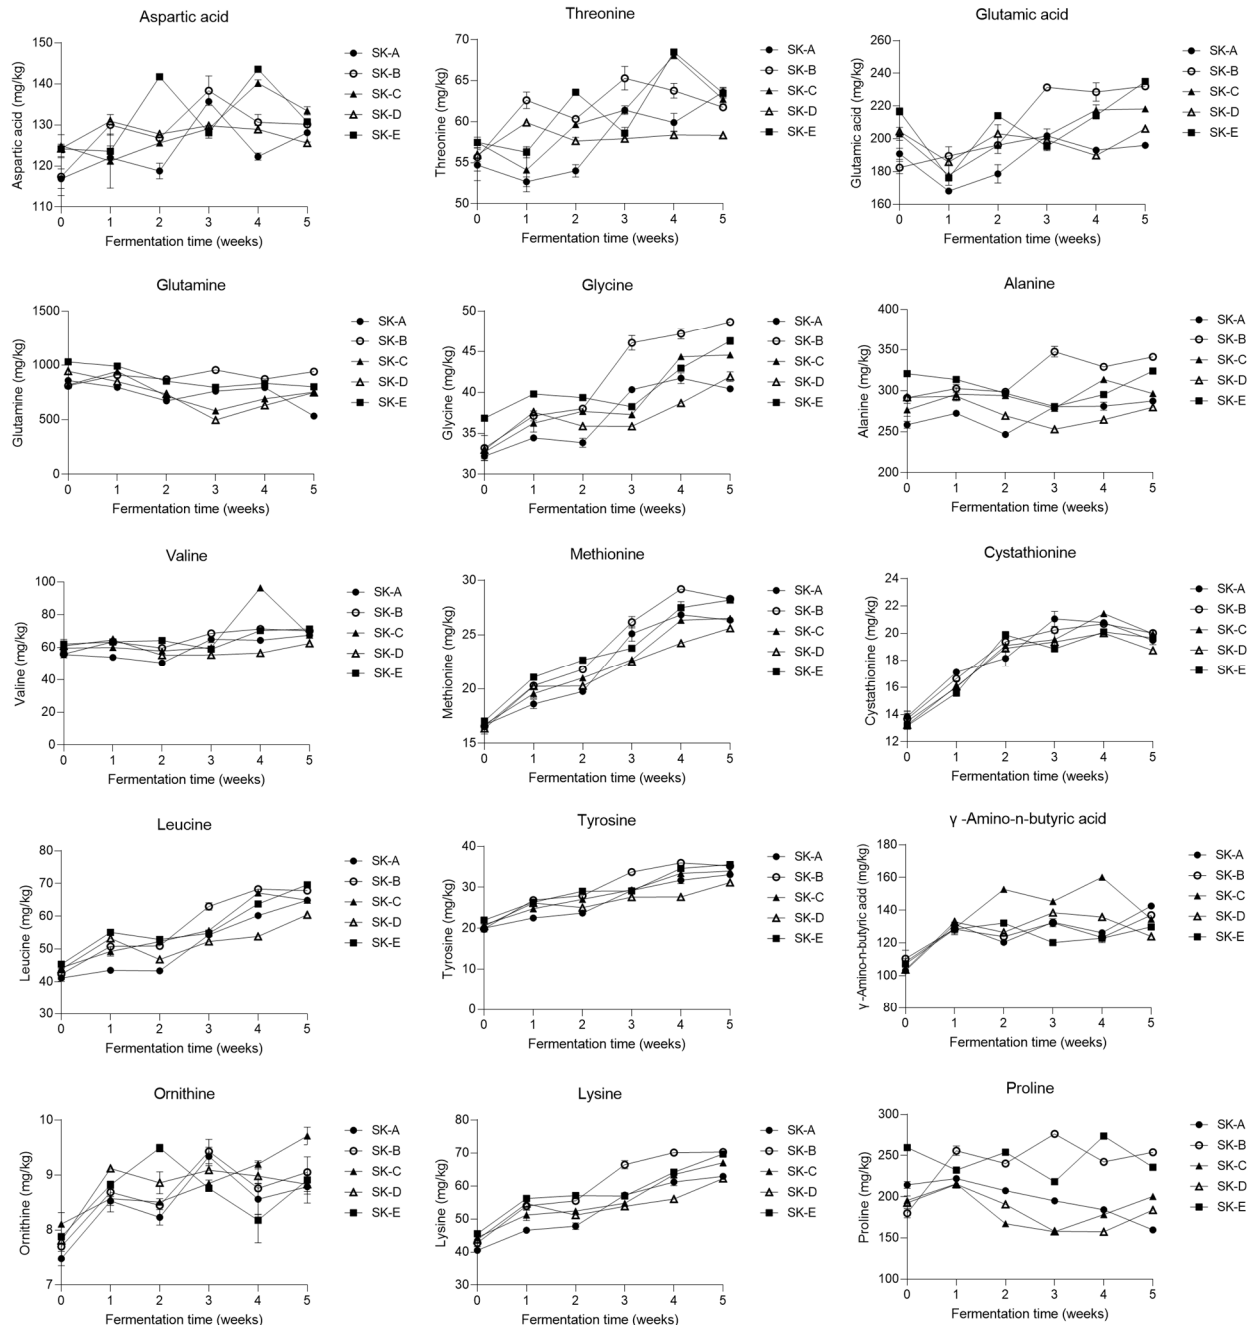 Aspartic acid
Aspartic acid (mg/kg)
150
140
130
120
110
0 1 2 3 4 5
Fermentation time (weeks)
SK-A
SK-B
SK-C
SK-D
SK-E
Threonine
Threonine (mg/kg)
70
65
60
55
50
0 1 2 3 4 5
Fermentation time (weeks)
SK-A
SK-B
SK-C
SK-D
SK-E
Glutamic acid
Glutamic acid (mg/kg)
260
240
220
200
180
160
0 1 2 3 4 5
Fermentation time (weeks)
SK-A
SK-B
SK-C
SK-D
SK-E
Glutamine
Glutamine (mg/kg)
1500
1000
500
0
0 1 2 3 4 5
Fermentation time (weeks)
SK-A
SK-B
SK-C
SK-D
SK-E
Glycine
Glycine (mg/kg)
50
45
40
35
30
0 1 2 3 4 5
Fermentation time (weeks)
SK-A
SK-B
SK-C
SK-D
SK-E
Alanine
Alanine (mg/kg)
400
350
300
250
200
0 1 2 3 4 5
Fermentation time (weeks)
SK-A
SK-B
SK-C
SK-D
SK-E
Valine
Valine (mg/kg)
100
80
60
40
20
0
0 1 2 3 4 5
Fermentation time (weeks)
SK-A
SK-B
SK-C
SK-D
SK-E
Methionine
Methionine (mg/kg)
30
25
20
15
0 1 2 3 4 5
Fermentation time (weeks)
SK-A
SK-B
SK-C
SK-D
SK-E
Cystathionine
Cystathionine (mg/kg)
24
22
20
18
16
14
12
0 1 2 3 4 5
Fermentation time (weeks)
SK-A
SK-B
SK-C
SK-D
SK-E
Leucine
Leucine (mg/kg)
80
70
60
50
40
30
0 1 2 3 4 5
Fermentation time (weeks)
SK-A
SK-B
SK-C
SK-D
SK-E
Tyrosine
Tyrosine (mg/kg)
40
30
20
10
0
0 1 2 3 4 5
Fermentation time (weeks)
SK-A
SK-B
SK-C
SK-D
SK-E
γ -Amino-n-butyric acid
γ -Amino-n-butyric acid (mg/kg)
180
160
140
120
100
80
0 1 2 3 4 5
Fermentation time (weeks)
SK-A
SK-B
SK-C
SK-D
SK-E
Ornithine
Ornithine (mg/kg)
10
9
8
7
0 1 2 3 4 5
Fermentation time (weeks)
SK-A
SK-B
SK-C
SK-D
SK-E
Lysine
Lysine (mg/kg)
80
70
60
50
40
30
0 1 2 3 4 5
Fermentation time (weeks)
SK-A
SK-B
SK-C
SK-D
SK-E
Proline
Proline (mg/kg)
300
250
200
150
100
0 1 2 3 4 5
Fermentation time (weeks)
SK-A
SK-B
SK-C
SK-D
SK-E